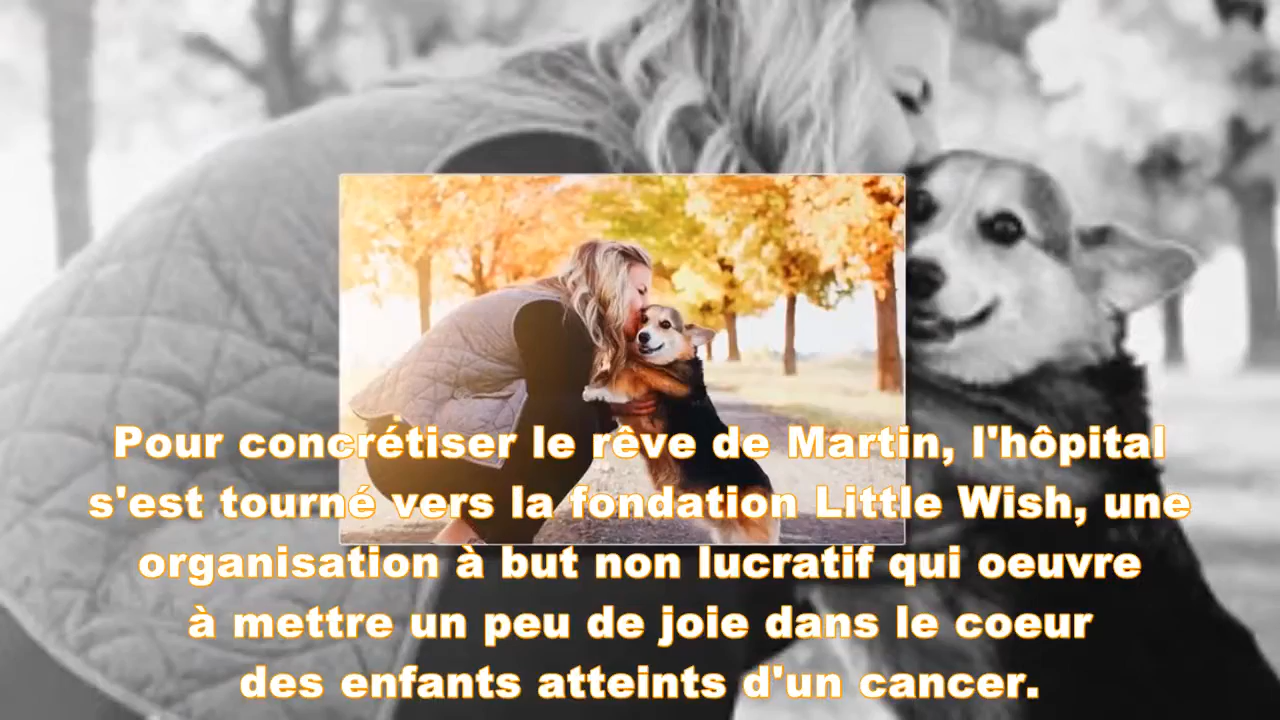 Pour concrétiser le rêve de Martin, l'hôpital
s'est tourné vers la fondation Little Wish, une
organisation à but non lucratif qui oeuvre
à mettre un peu de joie dans le coeur
des enfants atteints d'un cancer.